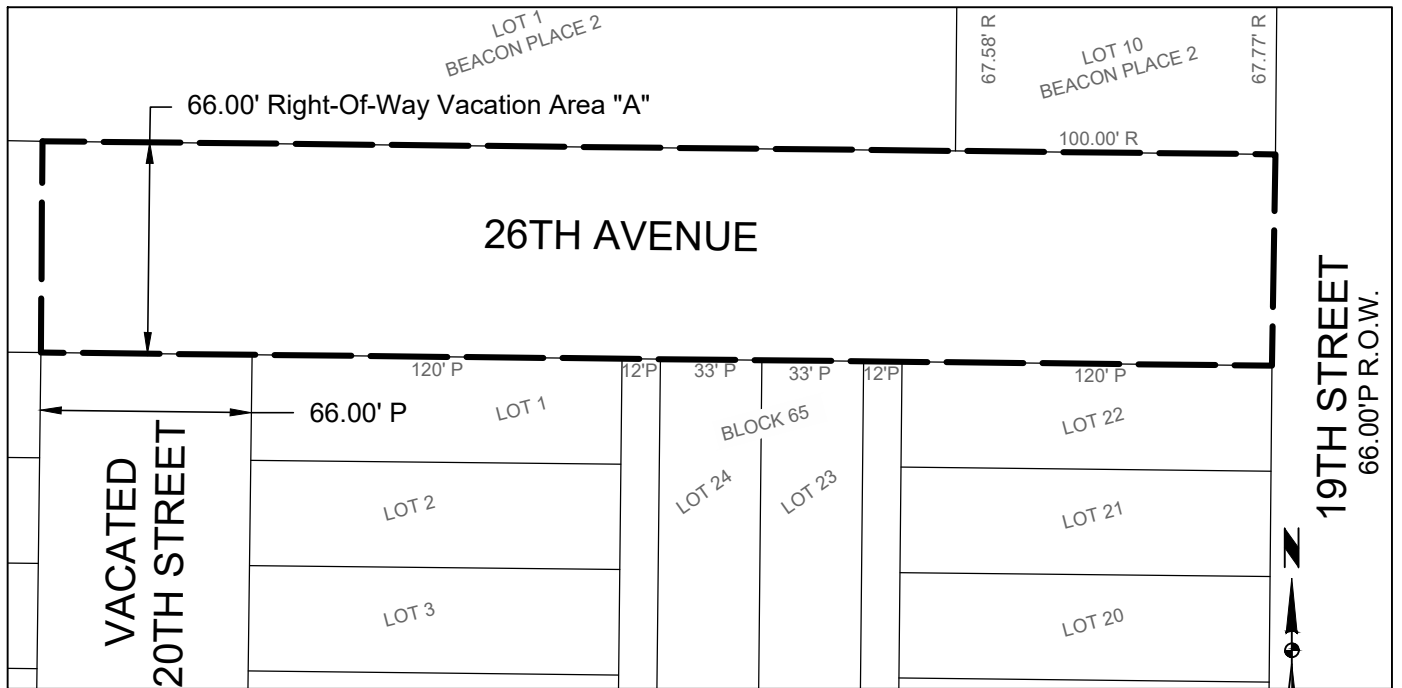 LOT 1
BEACON PLACE 2
67.58' R
LOT 10
BEACON PLACE 2
67.77' R
66.00' Right-Of-Way Vacation Area "A"
100.00' R
26TH AVENUE
19TH STREET
66.00'P R.O.W.
120' P
12'P
33' P
33' P
12'P
120' P
66.00' P
LOT 1
BLOCK 65
LOT 22
VACATED
20TH STREET
LOT 2
LOT 24
LOT 23
LOT 21
N
LOT 3
LOT 20